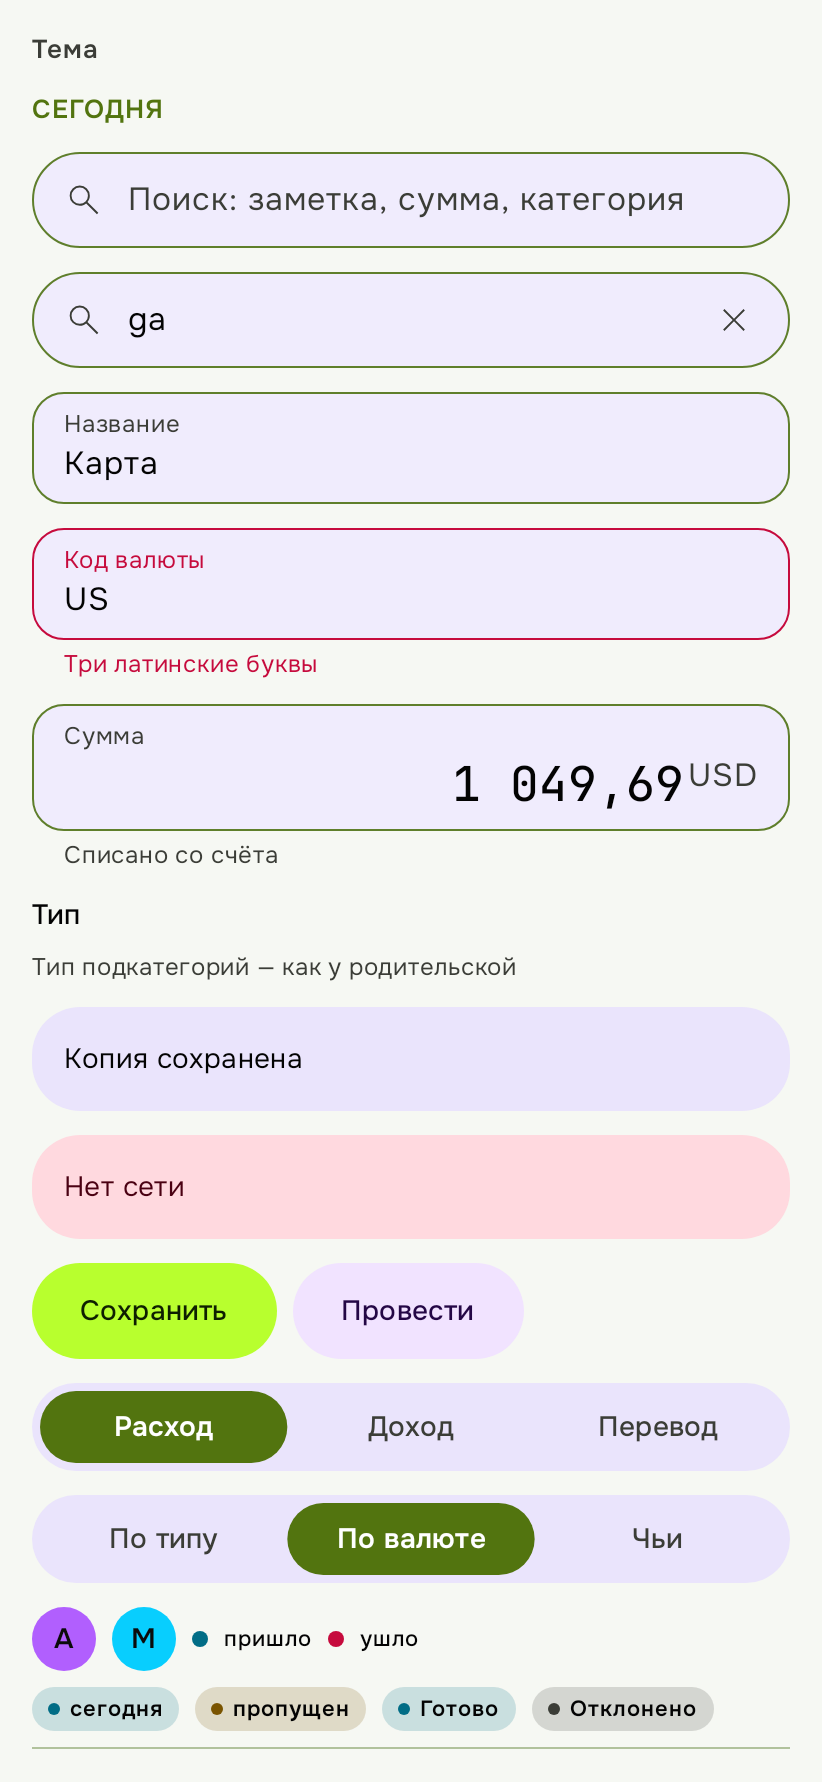 Тема
СЕГОДНЯ
Поиск: заметка, сумма, категория
ga
Название
Карта
Код валюты
US
Три латинские буквы
Сумма
1 049,69 USD
Списано со счёта
Тип
Тип подкатегорий — как у родительской
Копия сохранена
Нет сети
Сохранить Провести
Расход Доход Перевод
По типу По валюте Чьи
А М пришло ушло
сегодня пропущен Готово Отклонено